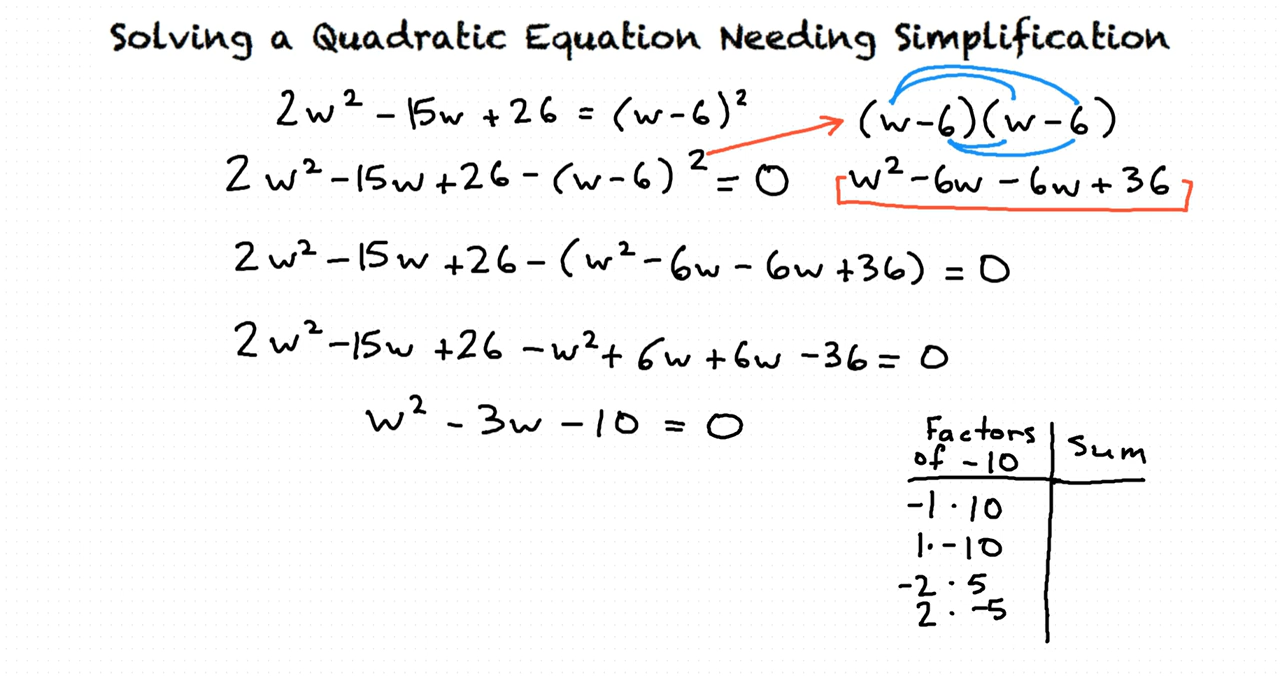 Solving a Quadratic Equation Needing Simplification
2w² - 15w + 26 = (w - 6)²
(w - 6)(w - 6)
2w² - 15w + 26 - (w - 6)² = 0
w² - 6w - 6w + 36
2w² - 15w + 26 - (w² - 6w - 6w + 36) = 0
2w² - 15w + 26 - w² + 6w + 6w - 36 = 0
w² - 3w - 10 = 0
Factors
of -10
Sum
-1 · 10
1 · -10
-2 · 5
2 · -5